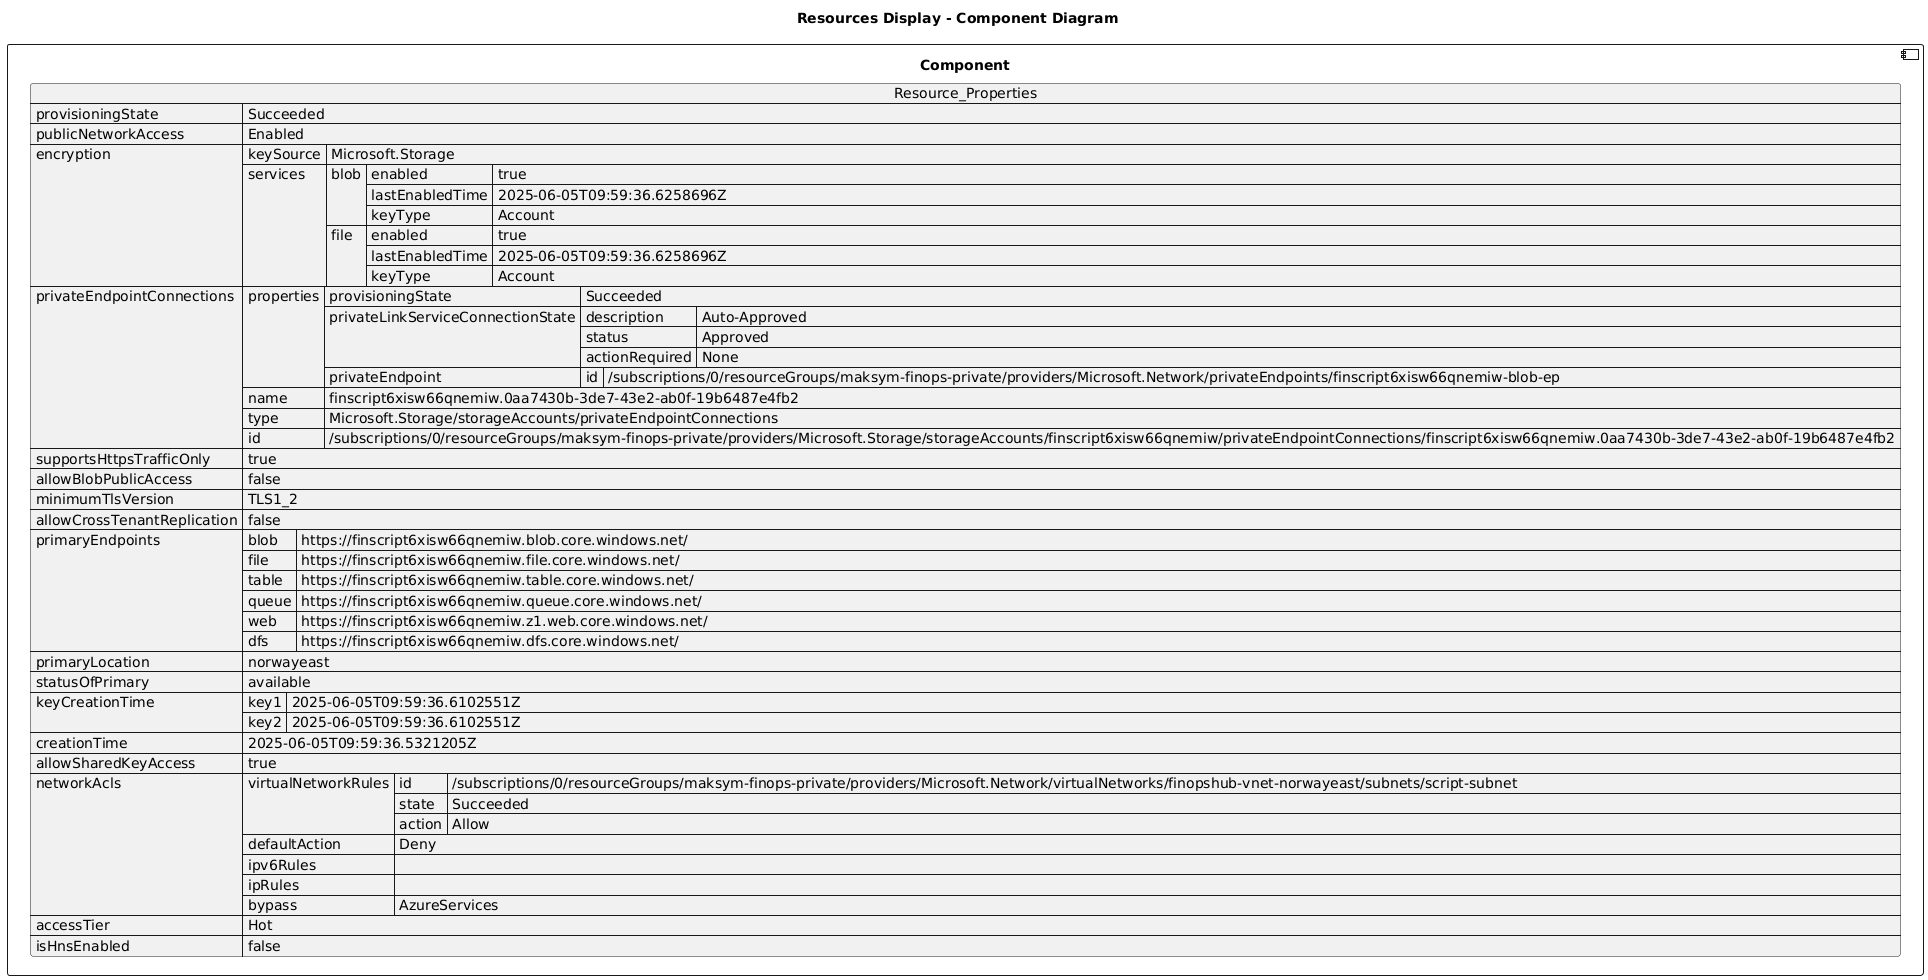 Resources Display - Component Diagram
Component
Resource_Properties
provisioningState Succeeded
publicNetworkAccess Enabled
encryption keySource Microsoft.Storage
services blob enabled true
lastEnabledTime 2025-06-05T09:59:36.6258696Z
keyType Account
file enabled true
lastEnabledTime 2025-06-05T09:59:36.6258696Z
keyType Account
privateEndpointConnections properties provisioningState Succeeded
privateLinkServiceConnectionState description Auto-Approved
status Approved
actionRequired None
privateEndpoint id /subscriptions/0/resourceGroups/maksym-finops-private/providers/Microsoft.Network/privateEndpoints/finscript6xisw66qnemiw-blob-ep
name finscript6xisw66qnemiw.0aa7430b-3de7-43e2-ab0f-19b6487e4fb2
type Microsoft.Storage/storageAccounts/privateEndpointConnections
id /subscriptions/0/resourceGroups/maksym-finops-private/providers/Microsoft.Storage/storageAccounts/finscript6xisw66qnemiw/privateEndpointConnections/finscript6xisw66qnemiw.0aa7430b-3de7-43e2-ab0f-19b6487e4fb2
supportsHttpsTrafficOnly true
allowBlobPublicAccess false
minimumTlsVersion TLS1_2
allowCrossTenantReplication false
primaryEndpoints blob https://finscript6xisw66qnemiw.blob.core.windows.net/
file https://finscript6xisw66qnemiw.file.core.windows.net/
table https://finscript6xisw66qnemiw.table.core.windows.net/
queue https://finscript6xisw66qnemiw.queue.core.windows.net/
web https://finscript6xisw66qnemiw.z1.web.core.windows.net/
dfs https://finscript6xisw66qnemiw.dfs.core.windows.net/
primaryLocation norwayeast
statusOfPrimary available
keyCreationTime key1 2025-06-05T09:59:36.6102551Z
key2 2025-06-05T09:59:36.6102551Z
creationTime 2025-06-05T09:59:36.5321205Z
allowSharedKeyAccess true
networkAcls virtualNetworkRules id /subscriptions/0/resourceGroups/maksym-finops-private/providers/Microsoft.Network/virtualNetworks/finopshub-vnet-norwayeast/subnets/script-subnet
state Succeeded
action Allow
defaultAction Deny
ipv6Rules
ipRules
bypass AzureServices
accessTier Hot
isHnsEnabled false